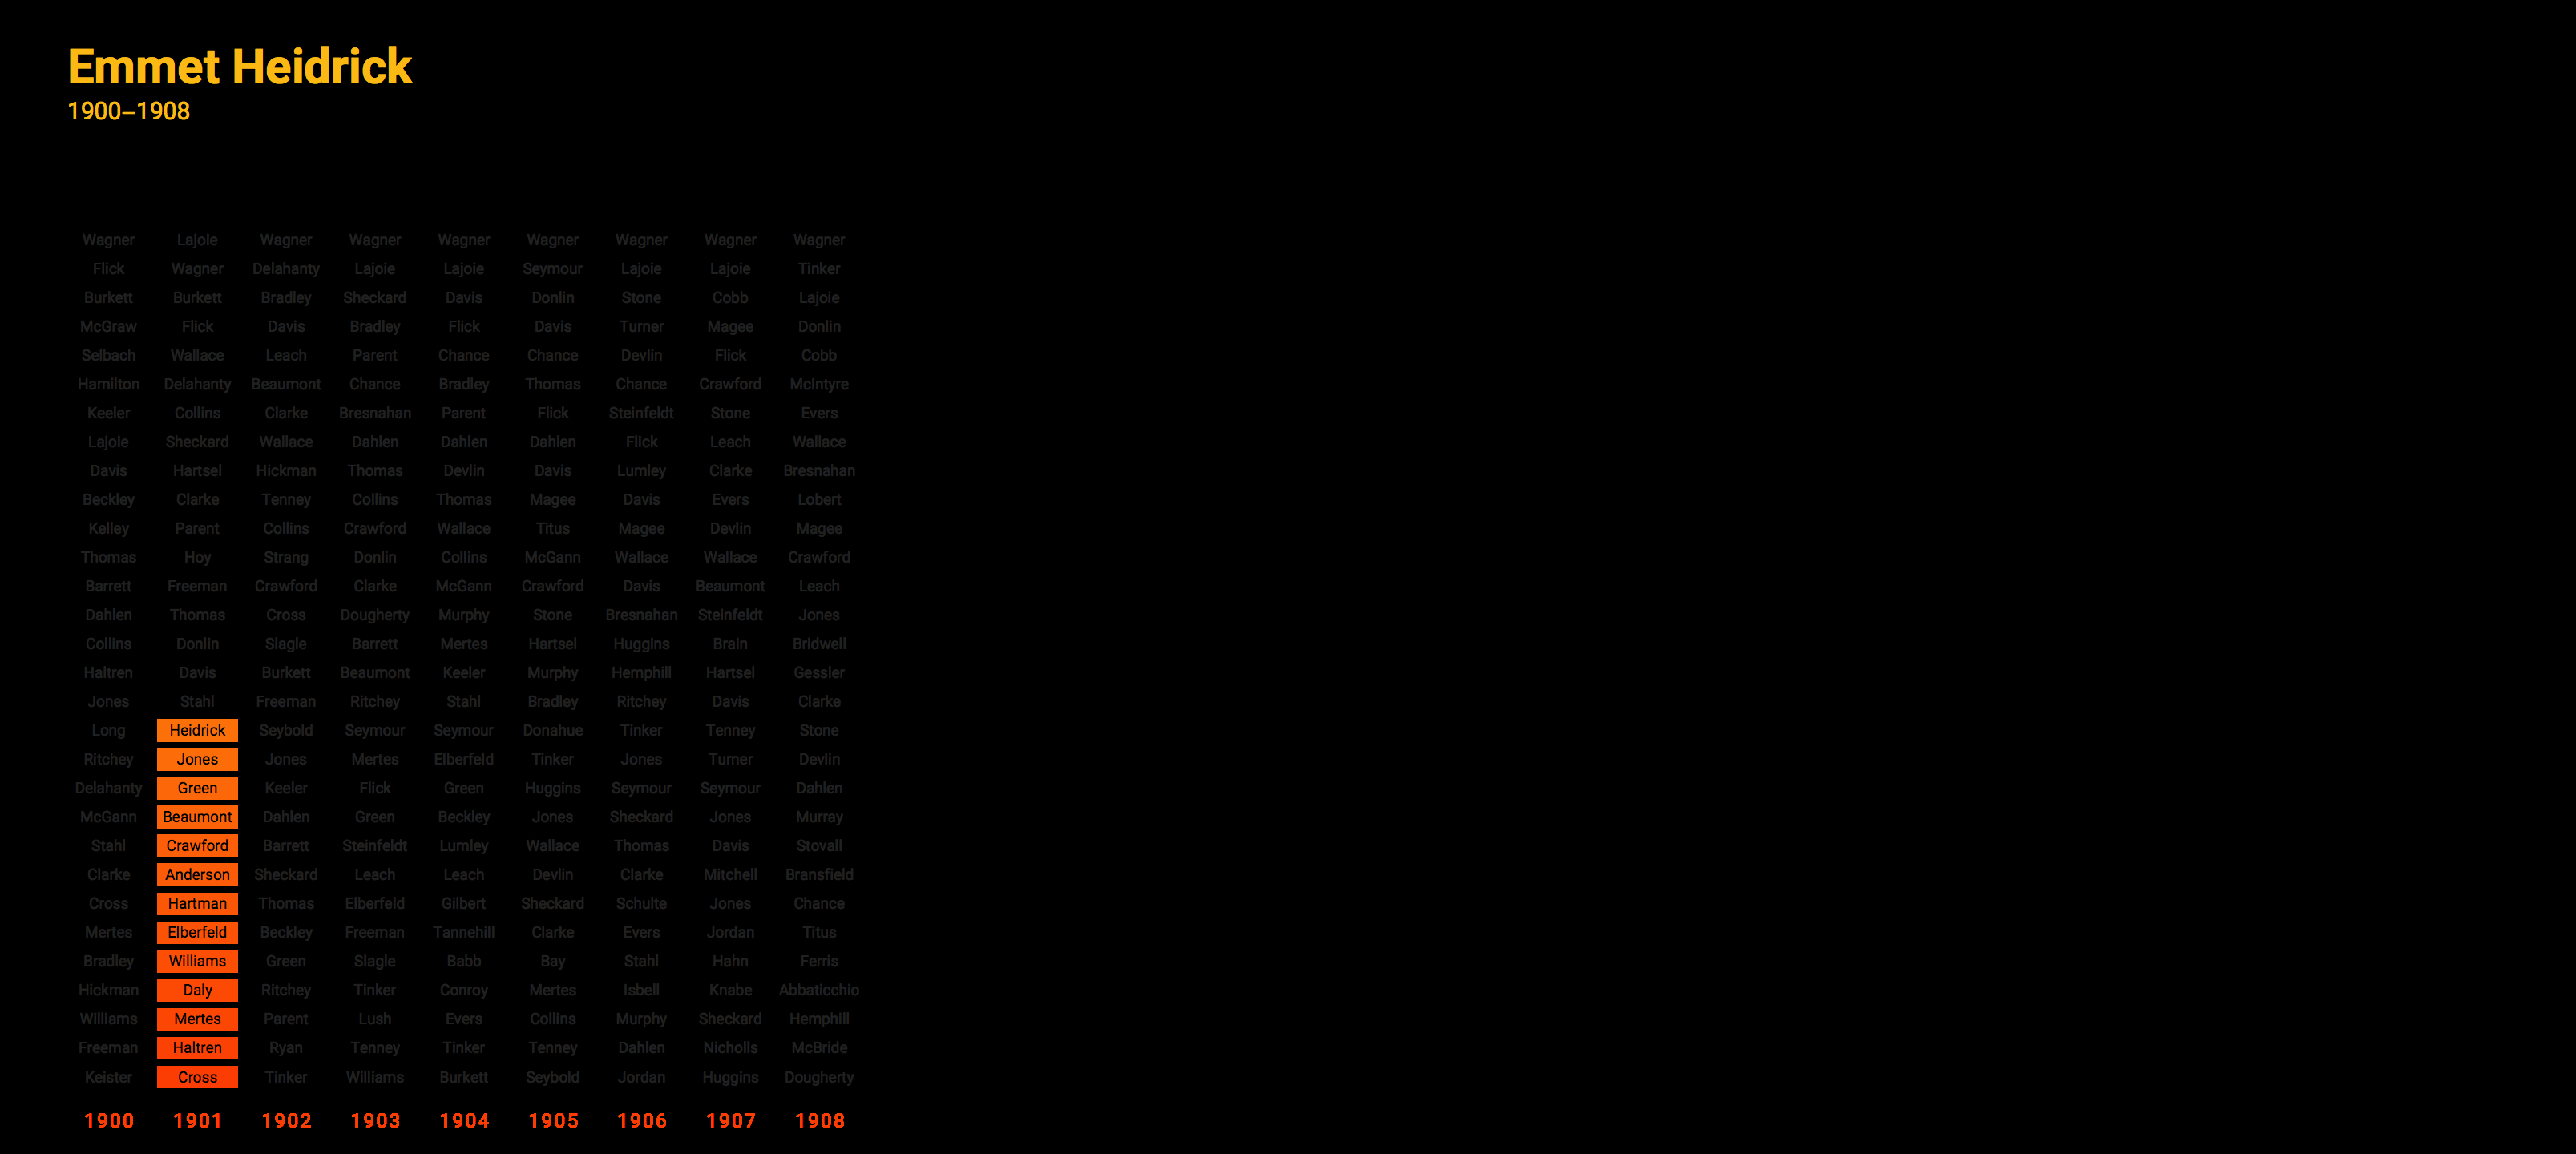 Emmet Heidrick
1900–1908
Wagner Lajoie Wagner Wagner Wagner Wagner Wagner Wagner Wagner
Flick Wagner Delahanty Lajoie Lajoie Seymour Lajoie Lajoie Tinker
Burkett Burkett Bradley Sheckard Davis Donlin Stone Cobb Lajoie
McGraw Flick Davis Bradley Flick Davis Turner Magee Donlin
Selbach Wallace Leach Parent Chance Chance Devlin Flick Cobb
Hamilton Delahanty Beaumont Chance Bradley Thomas Chance Crawford McIntyre
Keeler Collins Clarke Bresnahan Parent Flick Steinfeldt Stone Evers
Lajoie Sheckard Wallace Dahlen Dahlen Dahlen Flick Leach Wallace
Davis Hartsel Hickman Thomas Devlin Davis Lumley Clarke Bresnahan
Beckley Clarke Tenney Collins Thomas Magee Davis Evers Lobert
Kelley Parent Collins Crawford Wallace Titus Magee Devlin Magee
Thomas Hoy Strang Donlin Collins McGann Wallace Wallace Crawford
Barrett Freeman Crawford Clarke McGann Crawford Davis Beaumont Leach
Dahlen Thomas Cross Dougherty Murphy Stone Bresnahan Steinfeldt Jones
Collins Donlin Slagle Barrett Mertes Hartsel Huggins Brain Bridwell
Haltren Davis Burkett Beaumont Keeler Murphy Hemphill Hartsel Gessler
Jones Stahl Freeman Ritchey Stahl Bradley Ritchey Davis Clarke
Long Heidrick Seybold Seymour Seymour Donahue Tinker Tenney Stone
Ritchey Jones Jones Mertes Elberfeld Tinker Jones Turner Devlin
Delahanty Green Keeler Flick Green Huggins Seymour Seymour Dahlen
McGann Beaumont Dahlen Green Beckley Jones Sheckard Jones Murray
Stahl Crawford Barrett Steinfeldt Lumley Wallace Thomas Davis Stovall
Clarke Anderson Sheckard Leach Leach Devlin Clarke Mitchell Bransfield
Cross Hartman Thomas Elberfeld Gilbert Sheckard Schulte Jones Chance
Mertes Elberfeld Beckley Freeman Tannehill Clarke Evers Jordan Titus
Bradley Williams Green Slagle Babb Bay Stahl Hahn Ferris
Hickman Daly Ritchey Tinker Conroy Mertes Isbell Knabe Abbaticchio
Williams Mertes Parent Lush Evers Collins Murphy Sheckard Hemphill
Freeman Haltren Ryan Tenney Tinker Tenney Dahlen Nicholls McBride
Keister Cross Tinker Williams Burkett Seybold Jordan Huggins Dougherty
1900 1901 1902 1903 1904 1905 1906 1907 1908